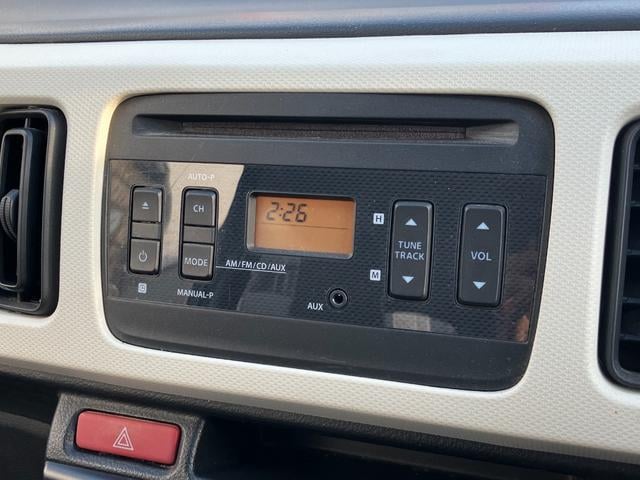 AUTO-P
CH
MODE
MANUAL-P
2:26
AM/FM/CD/AUX
AUX
H
M
TUNE
TRACK
VOL